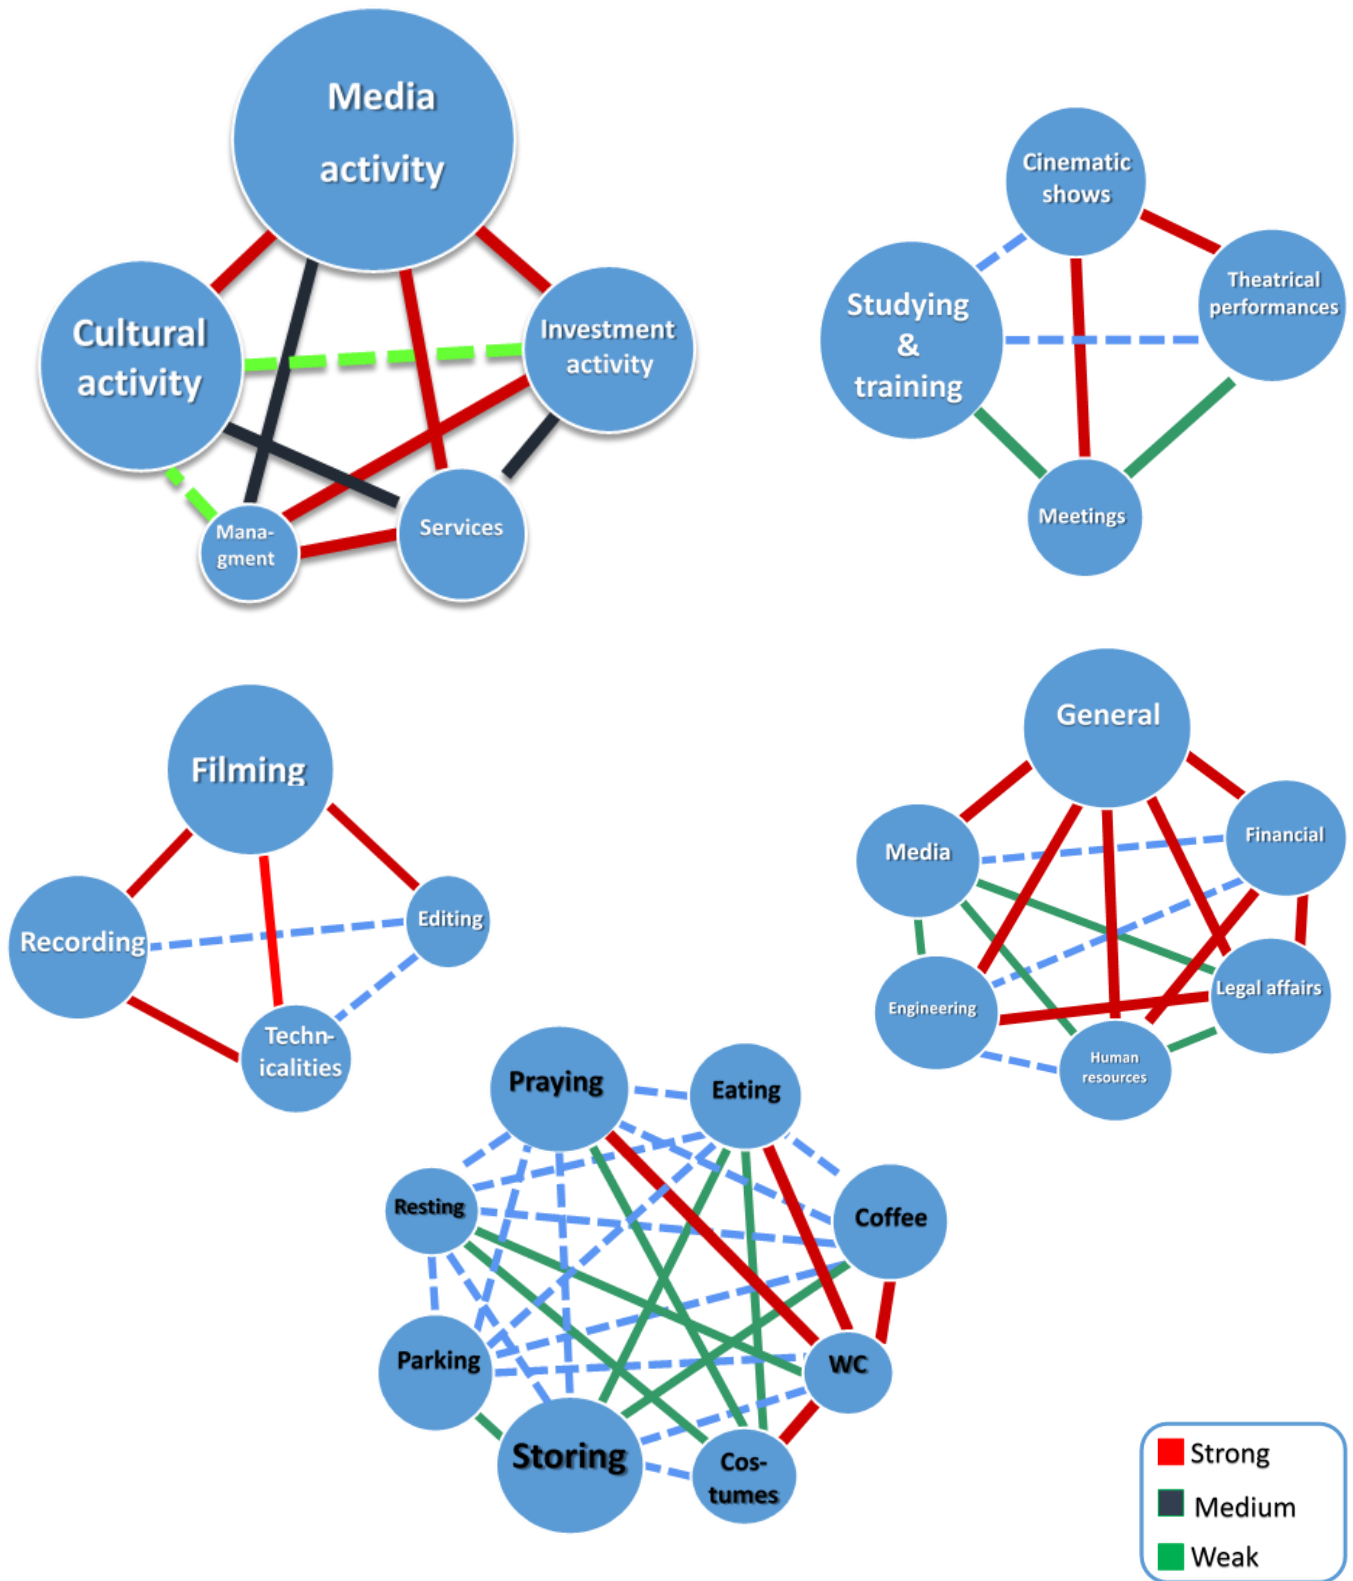 Media
activity
Cultural
activity
Investment
activity
Mana-
gment
Services
Cinematic
shows
Theatrical
performances
Studying
&
training
Meetings
Filming
Recording
Editing
Techn-
icalities
General
Media
Financial
Engineering
Legal affairs
Human
resources
Praying
Eating
Resting
Coffee
Parking
WC
Storing
Cos-
tumes
Strong
Medium
Weak